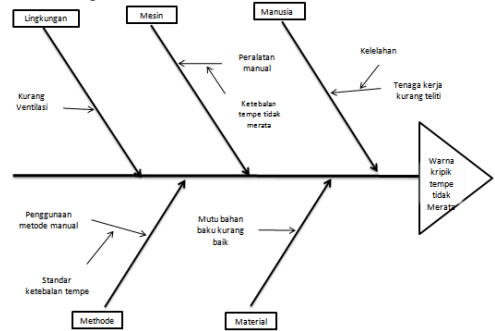 Lingkungan
Mesin
Manusia
Peralatan
manual
Kelelahan
Kurang
Ventilasi
Ketebalan
tempe tidak
merata
Tenaga kerja
kurang teliti
Warna
kripik
tempe
tidak
Merata
Penggunaan
metode manual
Mutu bahan
baku kurang
baik
Standar
ketebalan tempe
Methode
Material